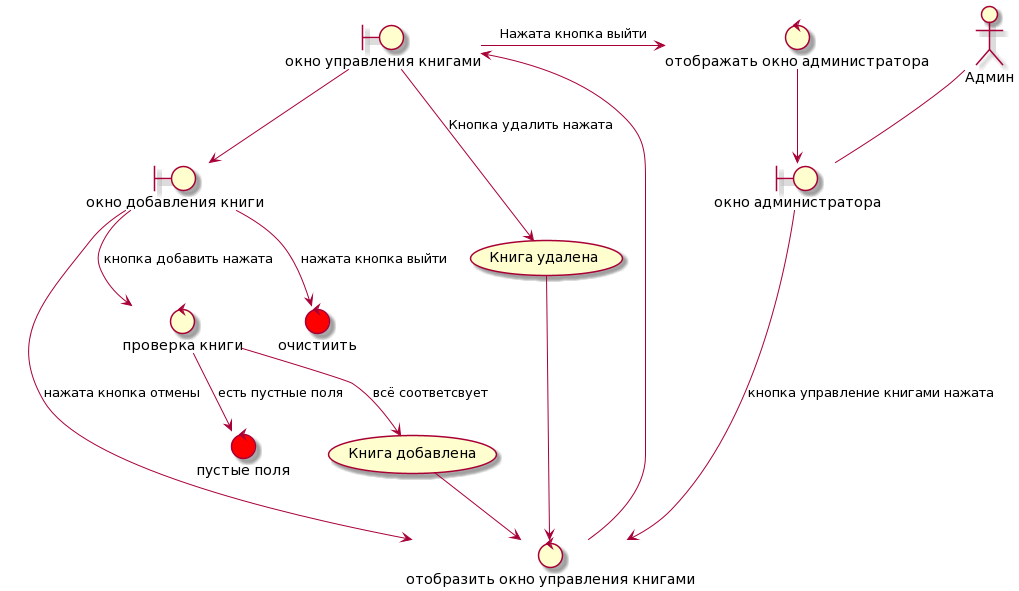 Нажата кнопка выйти
окно управления книгами
отображать окно администратора
Админ
Кнопка удалить нажата
окно добавления книги
окно администратора
кнопка добавить нажата
нажата кнопка выйти
Книга удалена
проверка книги
очистиить
нажата кнопка отмены
есть пустные поля
всё соответсвует
кнопка управление книгами нажата
пустые поля
Книга добавлена
отобразить окно управления книгами